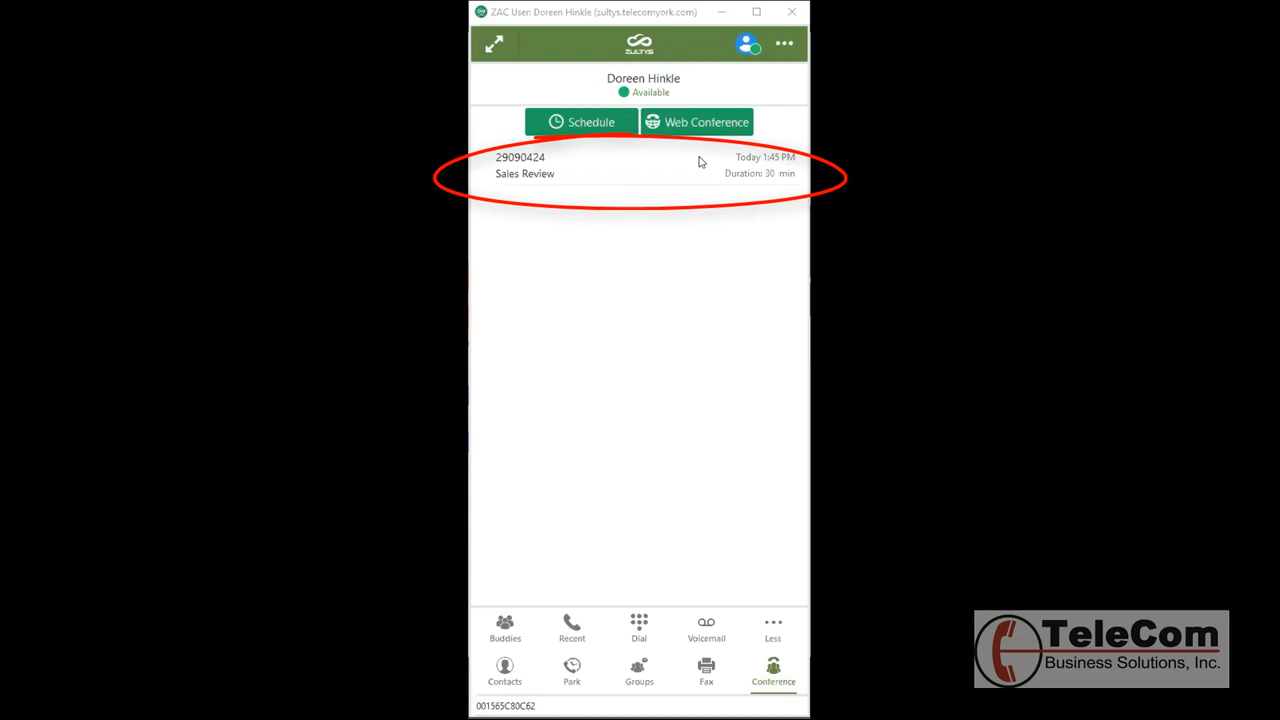 ZAC User: Doreen Hinkle (zultys.telecomyork.com)
ZULTYS
Doreen Hinkle
Available
Schedule
Web Conference
29090424
Today 1:45 PM
Sales Review
Duration: 30 min
Buddies
Recent
Dial
Voicemail
Less
Contacts
Park
Groups
Fax
Conference
001565C80C62
TeleCom
Business Solutions, Inc.